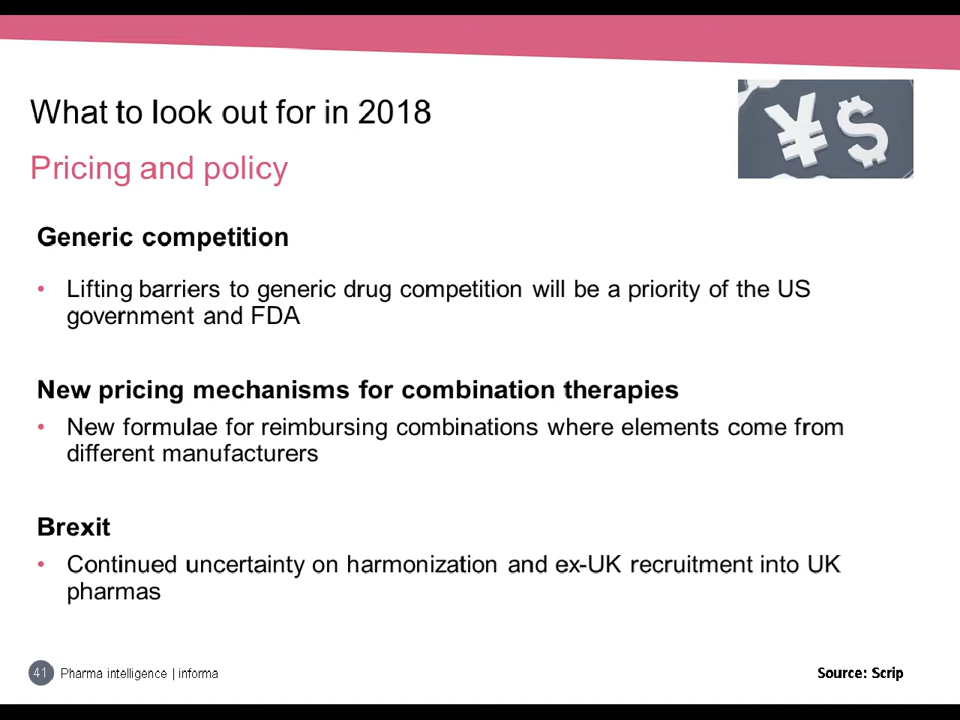 What to look out for in 2018
Pricing and policy
¥$
Generic competition
• Lifting barriers to generic drug competition will be a priority of the US
government and FDA
New pricing mechanisms for combination therapies
• New formulae for reimbursing combinations where elements come from
different manufacturers
Brexit
• Continued uncertainty on harmonization and ex-UK recruitment into UK
pharmas
41 Pharma intelligence | informa
Source: Scrip